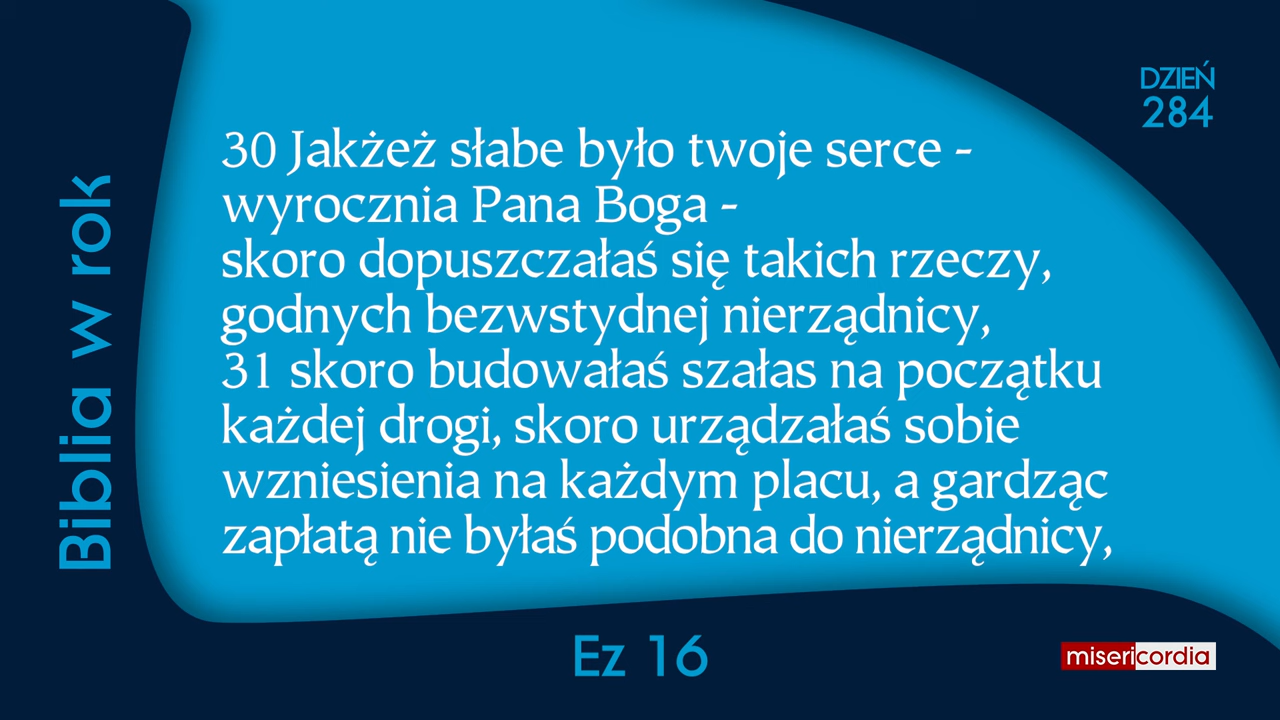 DZIEŃ
284
Biblia w rok
30 Jakżeż słabe było twoje serce -
wyrocznia Pana Boga -
skoro dopuszczałaś się takich rzeczy,
godnych bezwstydnej nierządnicy,
31 skoro budowałaś szałas na początku
każdej drogi, skoro urządzałaś sobie
wzniesienia na każdym placu, a gardząc
zapłatą nie byłaś podobna do nierządnicy,
Ez 16
misericordia